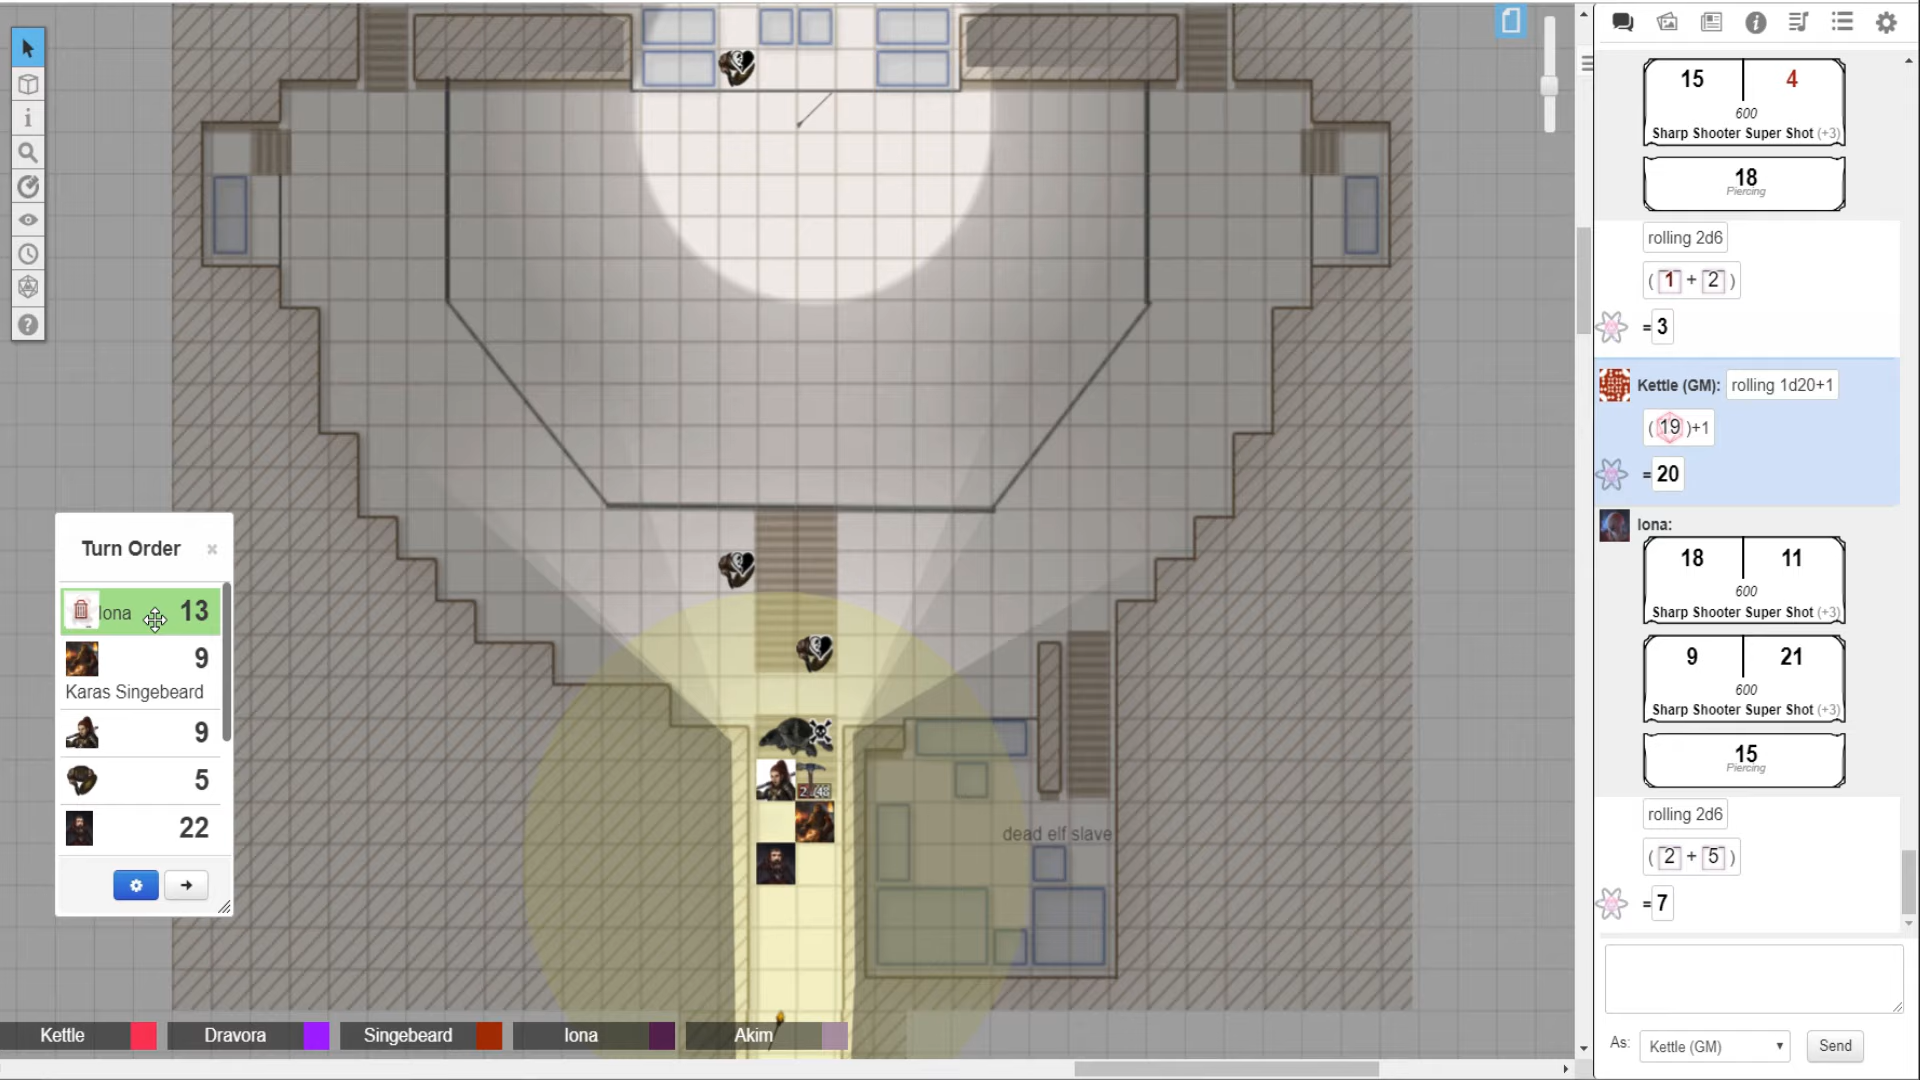 15 4
600
Sharp Shooter Super Shot (+3)
18
Piercing
rolling 2d6
( 1 + 2 )
= 3
Kettle (GM): rolling 1d20+1
( 19 )+1
= 20
Iona:
18 11
600
Sharp Shooter Super Shot (+3)
9 21
600
Sharp Shooter Super Shot (+3)
15
Piercing
rolling 2d6
( 2 + 5 )
= 7
As: Kettle (GM) Send
Turn Order ×
Iona 13
9
Karas Singebeard
9
5
22
dead elf slave
Kettle Dravora Singebeard Iona Akim